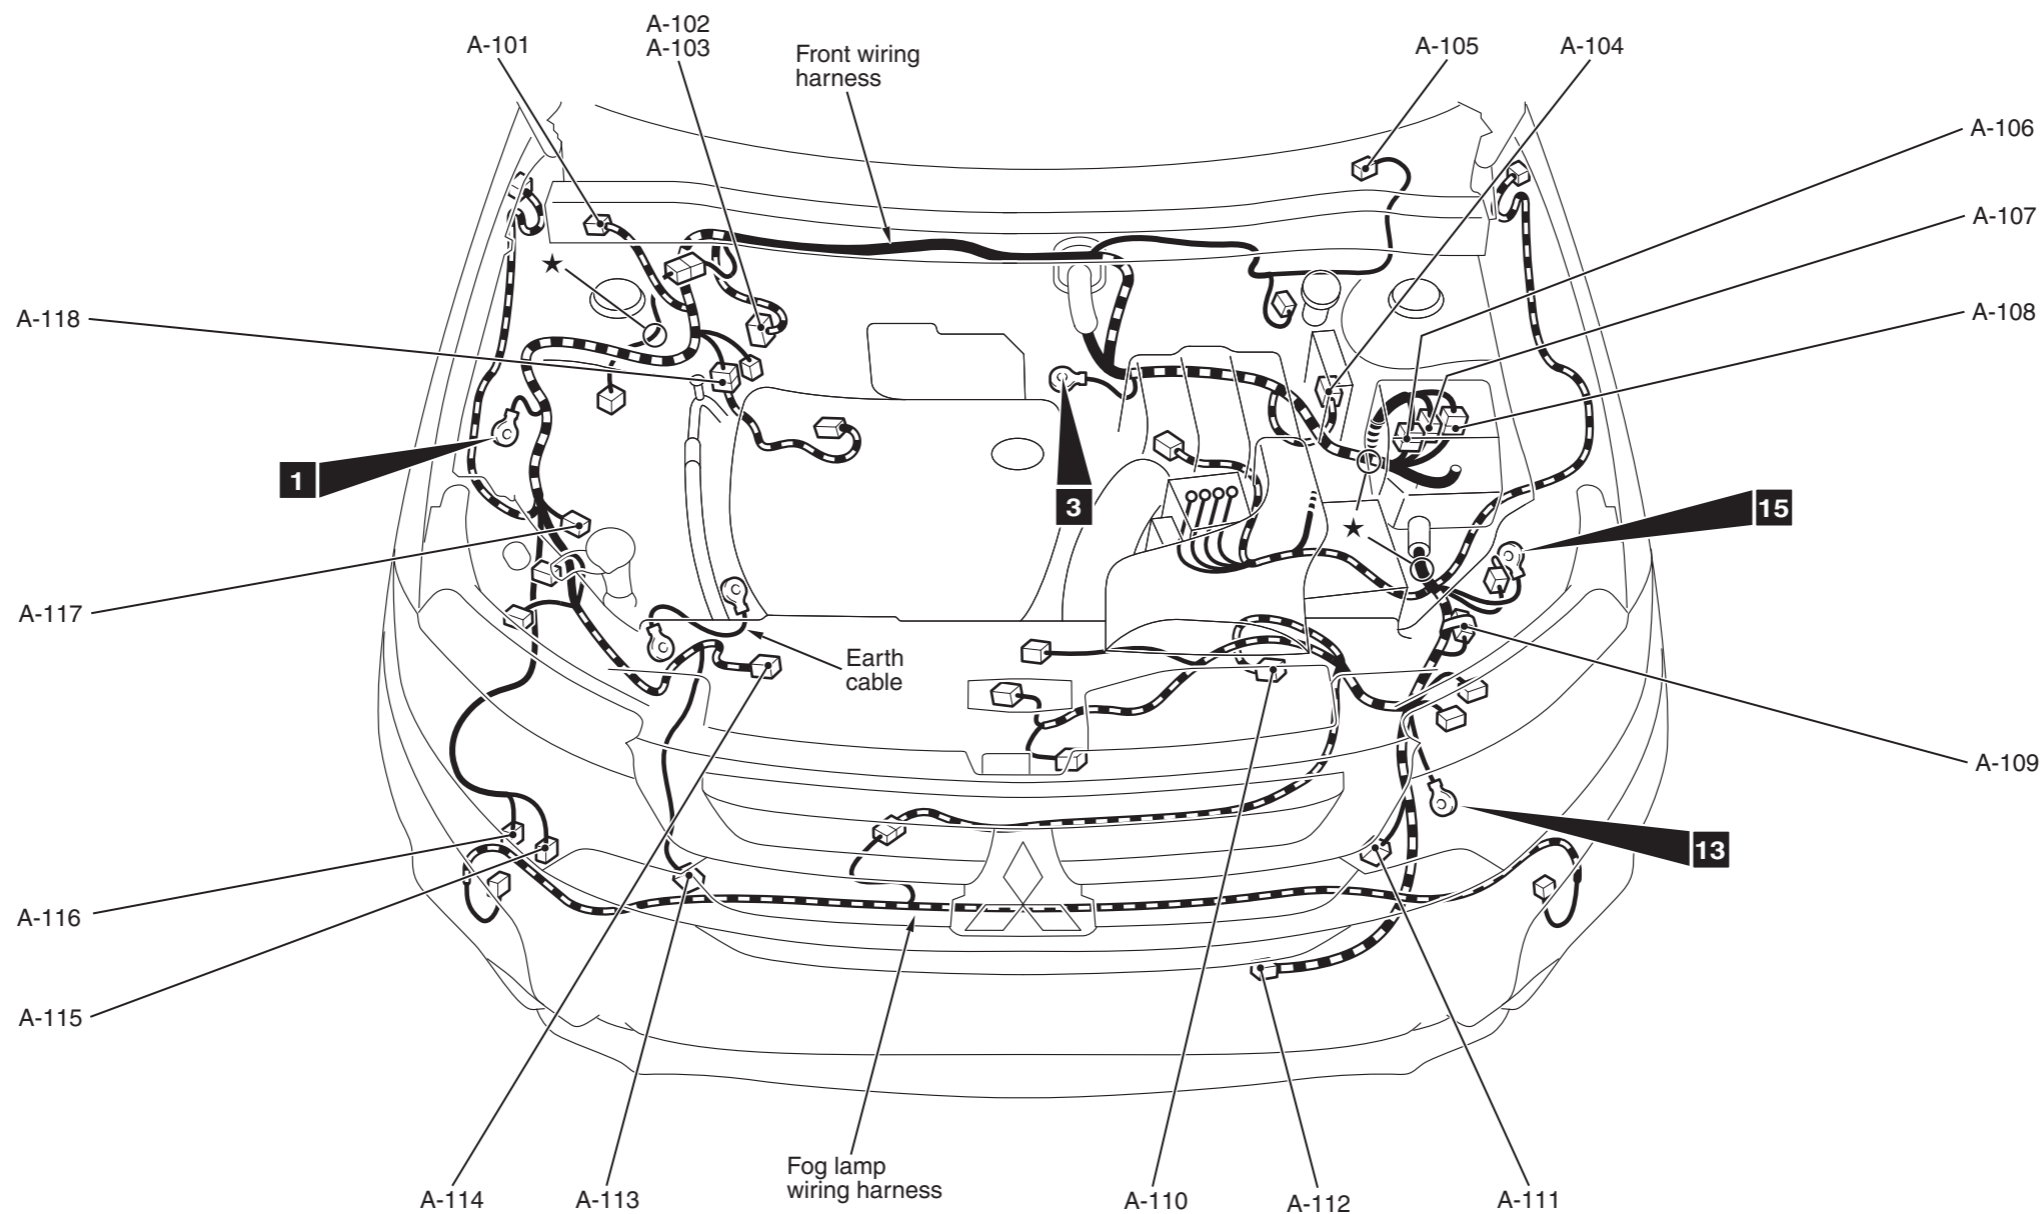 A-102
A-101
A-103
Front wiring
harness
A-105
A-104
A-106
A-107
★
A-118
A-108
1
3
15
★
A-117
Earth
cable
A-109
13
A-116
A-115
Fog lamp
wiring harness
A-114
A-113
A-110
A-112
A-111